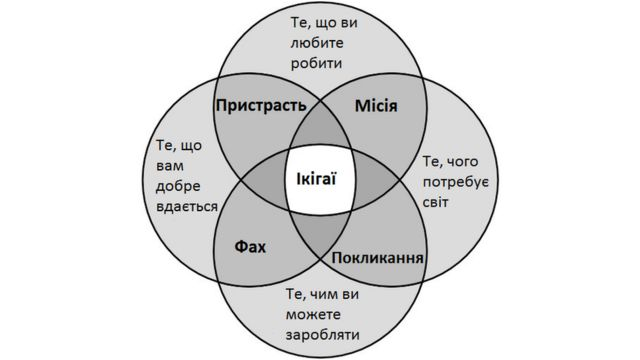 Те, що ви
любите
робити
Пристрасть
Місія
Те, що
вам
добре
вдається
Ікігаї
Те, чого
потребує
світ
Фах
Покликання
Те, чим ви
можете
заробляти